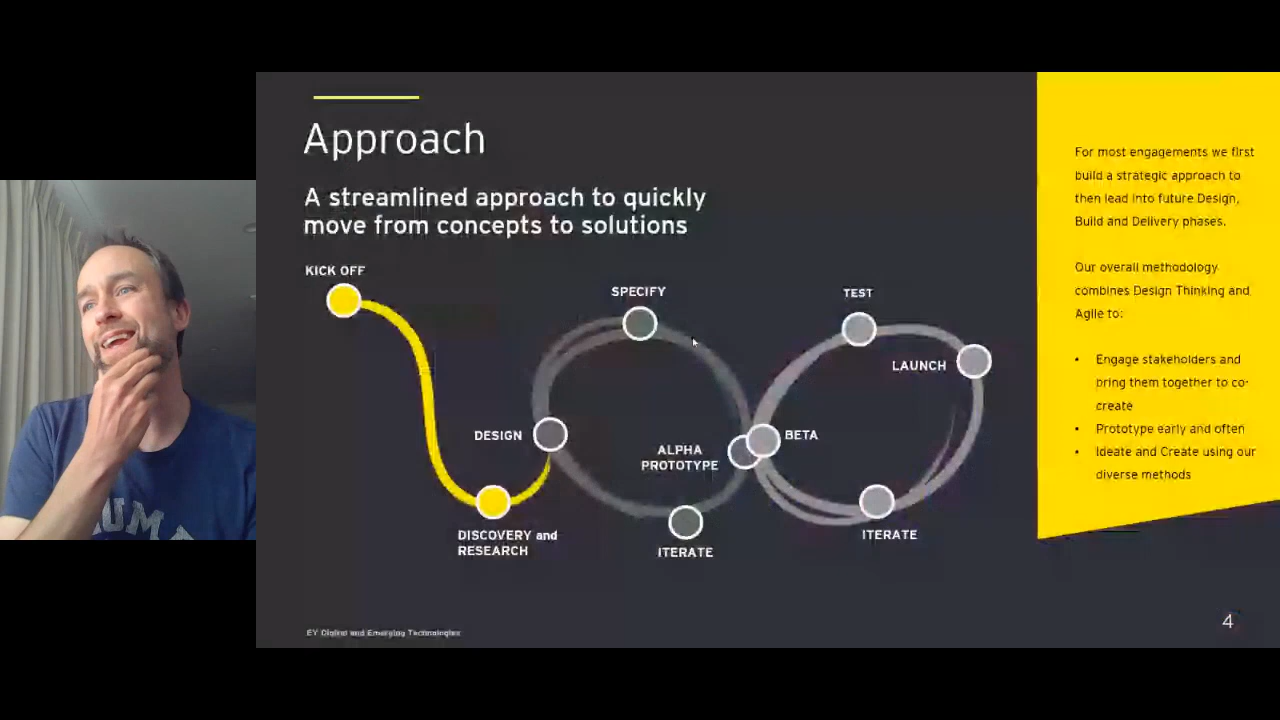 Approach
A streamlined approach to quickly
move from concepts to solutions
KICK OFF
SPECIFY
TEST
LAUNCH
DESIGN
ALPHA
PROTOTYPE
BETA
DISCOVERY and
RESEARCH
ITERATE
ITERATE
For most engagements we first
build a strategic approach to
then lead into future Design,
Build and Delivery phases.
Our overall methodology
combines Design Thinking and
Agile to:
• Engage stakeholders and
bring them together to co-
create
• Prototype early and often
• Ideate and Create using our
diverse methods
EY Digital and Emerging Technologies
4